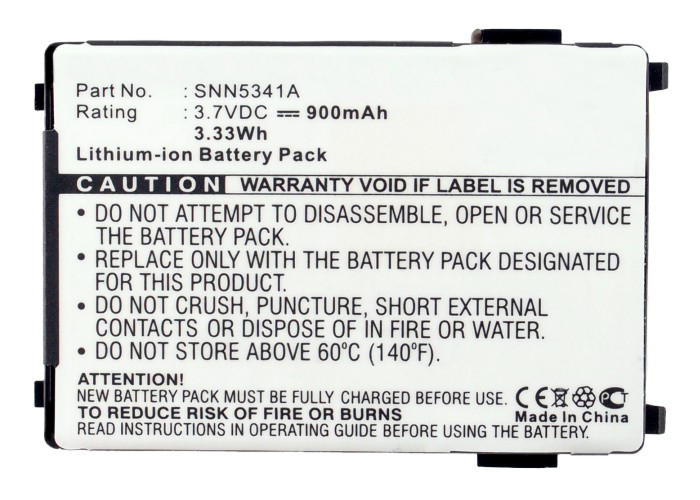 Part No. : SNN5341A
Rating : 3.7VDC ⎓ 900mAh
3.33Wh
Lithium-ion Battery Pack
CAUTION WARRANTY VOID IF LABEL IS REMOVED
• DO NOT ATTEMPT TO DISASSEMBLE, OPEN OR SERVICE
THE BATTERY PACK.
• REPLACE ONLY WITH THE BATTERY PACK DESIGNATED
FOR THIS PRODUCT.
• DO NOT CRUSH, PUNCTURE, SHORT EXTERNAL
CONTACTS OR DISPOSE OF IN FIRE OR WATER.
• DO NOT STORE ABOVE 60ºC (140ºF).
ATTENTION!
NEW BATTERY PACK MUST BE FULLY CHARGED BEFORE USE. CE
TO REDUCE RISK OF FIRE OR BURNS Made In China
READ INSTRUCTIONS IN OPERATING GUIDE BEFORE USING THE BATTERY.